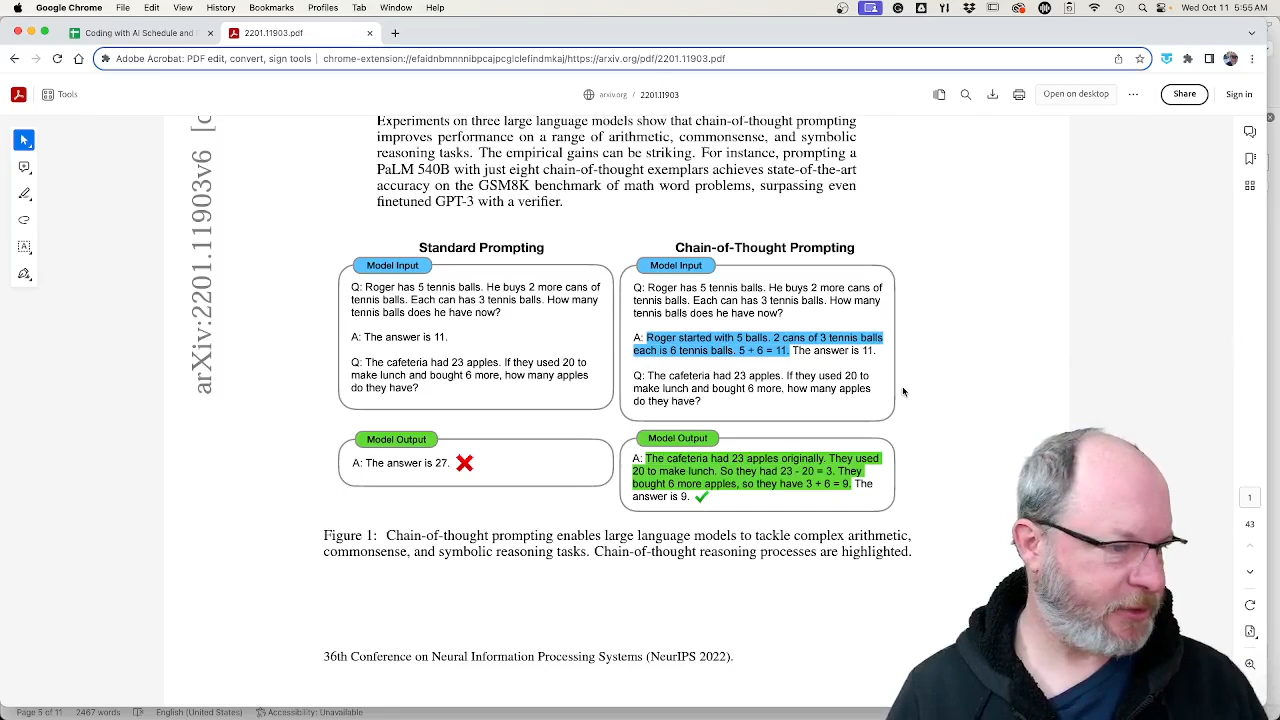 Google Chrome File Edit View History Bookmarks Profiles Tab Window Help Wed Oct 11 5:55 AM
Coding with AI Schedule and 2201.11903.pdf
Adobe Acrobat: PDF edit, convert, sign tools | chrome-extension://efaidnbmnnnibpcajpcglclefindmkaj/https://arxiv.org/pdf/2201.11903.pdf
Tools arxiv.org / 2201.11903 Open on desktop Share Sign in
arXiv:2201.11903v6 [c
Experiments on three large language models show that chain-of-thought prompting
improves performance on a range of arithmetic, commonsense, and symbolic
reasoning tasks. The empirical gains can be striking. For instance, prompting a
PaLM 540B with just eight chain-of-thought exemplars achieves state-of-the-art
accuracy on the GSM8K benchmark of math word problems, surpassing even
finetuned GPT-3 with a verifier.
Standard Prompting
Model Input
Q: Roger has 5 tennis balls. He buys 2 more cans of
tennis balls. Each can has 3 tennis balls. How many
tennis balls does he have now?
A: The answer is 11.
Q: The cafeteria had 23 apples. If they used 20 to
make lunch and bought 6 more, how many apples
do they have?
Model Output
A: The answer is 27.
Chain-of-Thought Prompting
Model Input
Q: Roger has 5 tennis balls. He buys 2 more cans of
tennis balls. Each can has 3 tennis balls. How many
tennis balls does he have now?
A: Roger started with 5 balls. 2 cans of 3 tennis balls
each is 6 tennis balls. 5 + 6 = 11. The answer is 11.
Q: The cafeteria had 23 apples. If they used 20 to
make lunch and bought 6 more, how many apples
do they have?
Model Output
A: The cafeteria had 23 apples originally. They used
20 to make lunch. So they had 23 - 20 = 3. They
bought 6 more apples, so they have 3 + 6 = 9. The
answer is 9.
Figure 1: Chain-of-thought prompting enables large language models to tackle complex arithmetic,
commonsense, and symbolic reasoning tasks. Chain-of-thought reasoning processes are highlighted.
36th Conference on Neural Information Processing Systems (NeurIPS 2022).
1
43
Page 5 of 11 2467 words English (United States) Accessibility: Unavailable